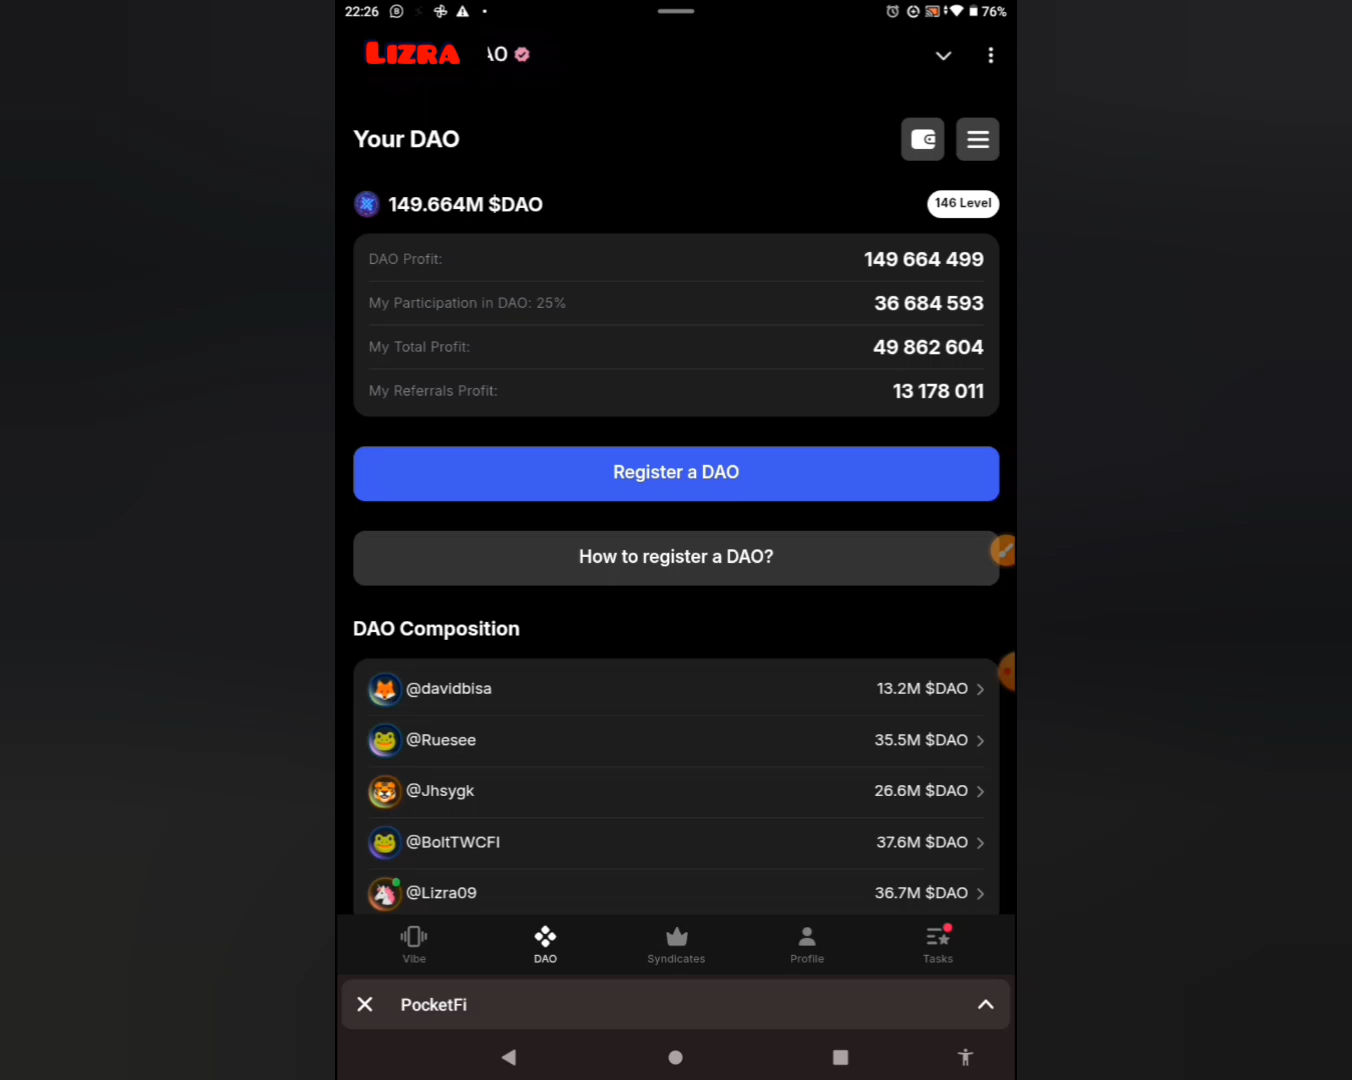 22:26
76%
LIZRA
AO
Your DAO
149.664M $DAO
146 Level
DAO Profit:
149 664 499
My Participation in DAO: 25%
36 684 593
My Total Profit:
49 862 604
My Referrals Profit:
13 178 011
Register a DAO
How to register a DAO?
DAO Composition
@davidbisa
13.2M $DAO
@Ruesee
35.5M $DAO
@Jhsygk
26.6M $DAO
@BoltTWCFI
37.6M $DAO
@Lizra09
36.7M $DAO
Vibe
DAO
Syndicates
Profile
Tasks
PocketFi